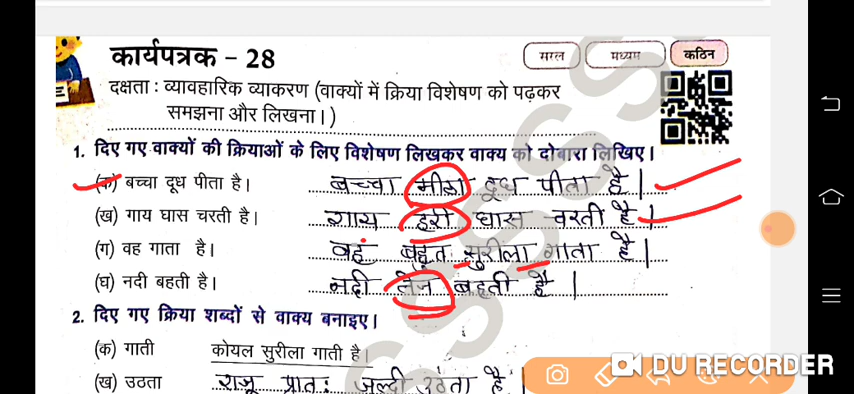 कार्यपत्रक – 28
सरल मध्यम कठिन
दक्षता : व्यावहारिक व्याकरण (वाक्यों में क्रिया विशेषण को पढ़कर
समझना और लिखना।)
1. दिए गए वाक्यों की क्रियाओं के लिए विशेषण लिखकर वाक्य को दोबारा लिखिए।
(क) बच्चा दूध पीता है। बच्चा मीठा दूध पीता है।
(ख) गाय घास चरती है। गाय हरी घास चरती है।
(ग) वह गाता है। वह बहुत सुरीला गाता है।
(घ) नदी बहती है। नदी तेज बहती है।
2. दिए गए क्रिया शब्दों से वाक्य बनाइए।
(क) गाती कोयल सुरीला गाती है।
(ख) उठता राजू प्रातः जल्दी उठता है।
DU RECORDER